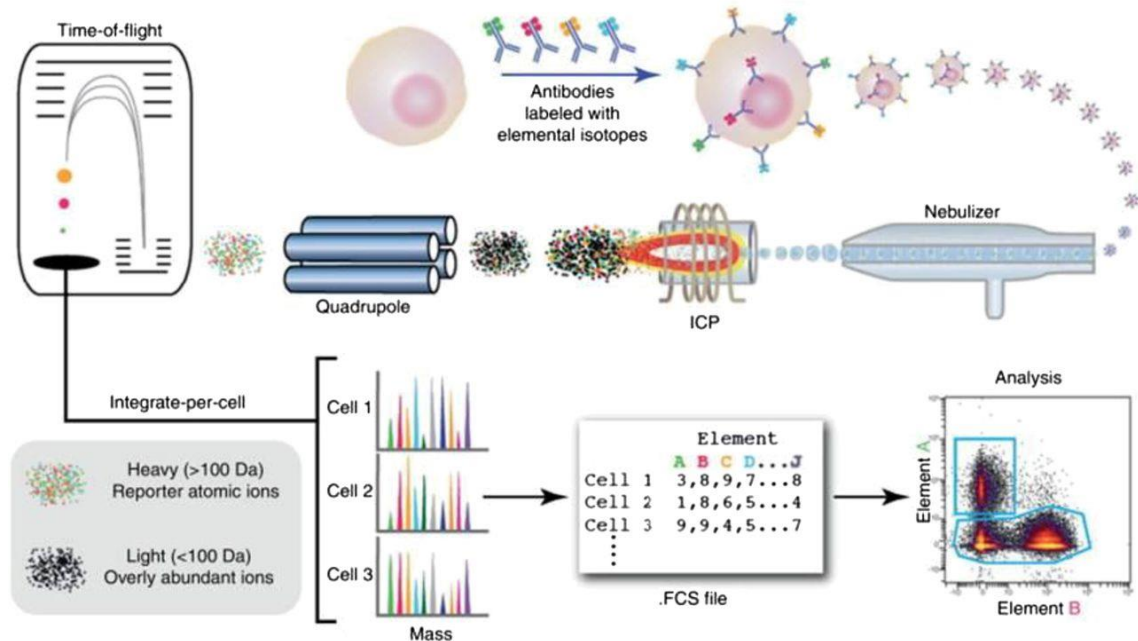 Time-of-flight
Antibodies
labeled with
elemental isotopes
Nebulizer
Quadrupole
ICP
Integrate-per-cell
Heavy (>100 Da)
Reporter atomic ions
Light (<100 Da)
Overly abundant ions
Cell 1
Cell 2
Cell 3
Mass
Element
A B C D...J
Cell 1 3,8,9,7...8
Cell 2 1,8,6,5...4
Cell 3 9,9,4,5...7
.FCS file
Analysis
Element A
Element B